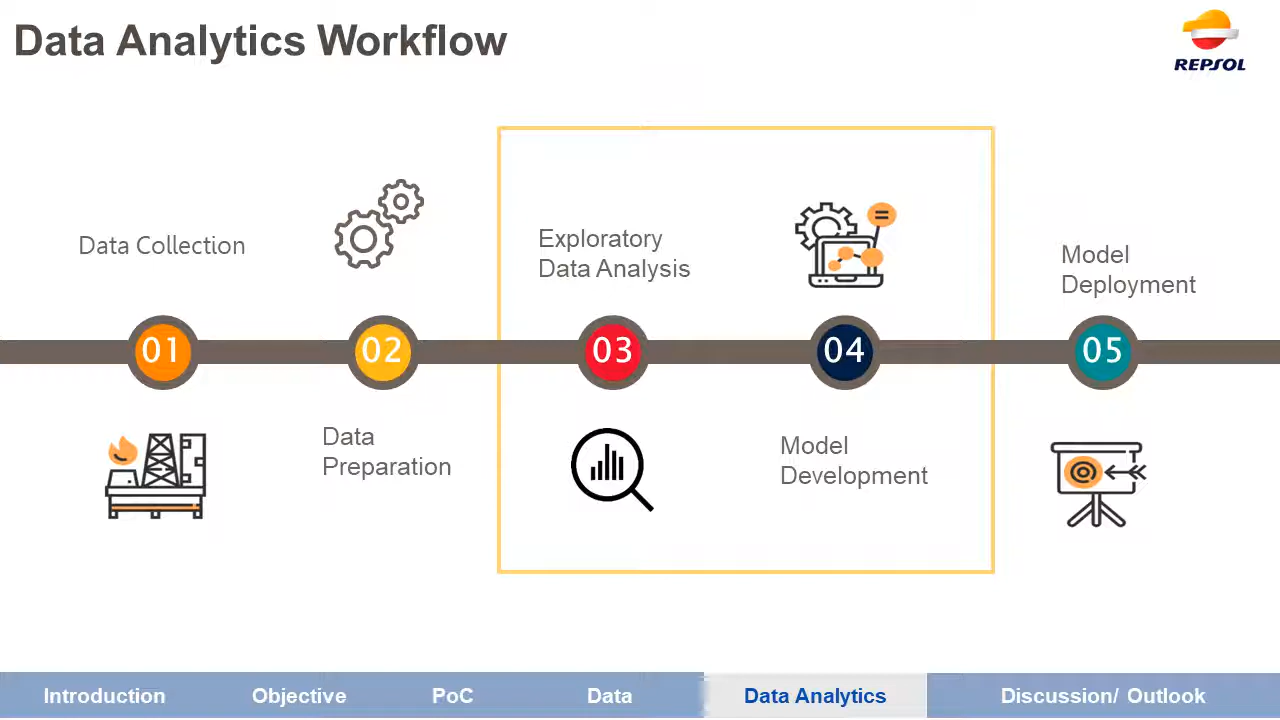 Data Analytics Workflow
REPSOL
Data Collection
01
02
Data
Preparation
Exploratory
Data Analysis
03
04
Model
Development
Model
Deployment
05
Introduction
Objective
PoC
Data
Data Analytics
Discussion/ Outlook